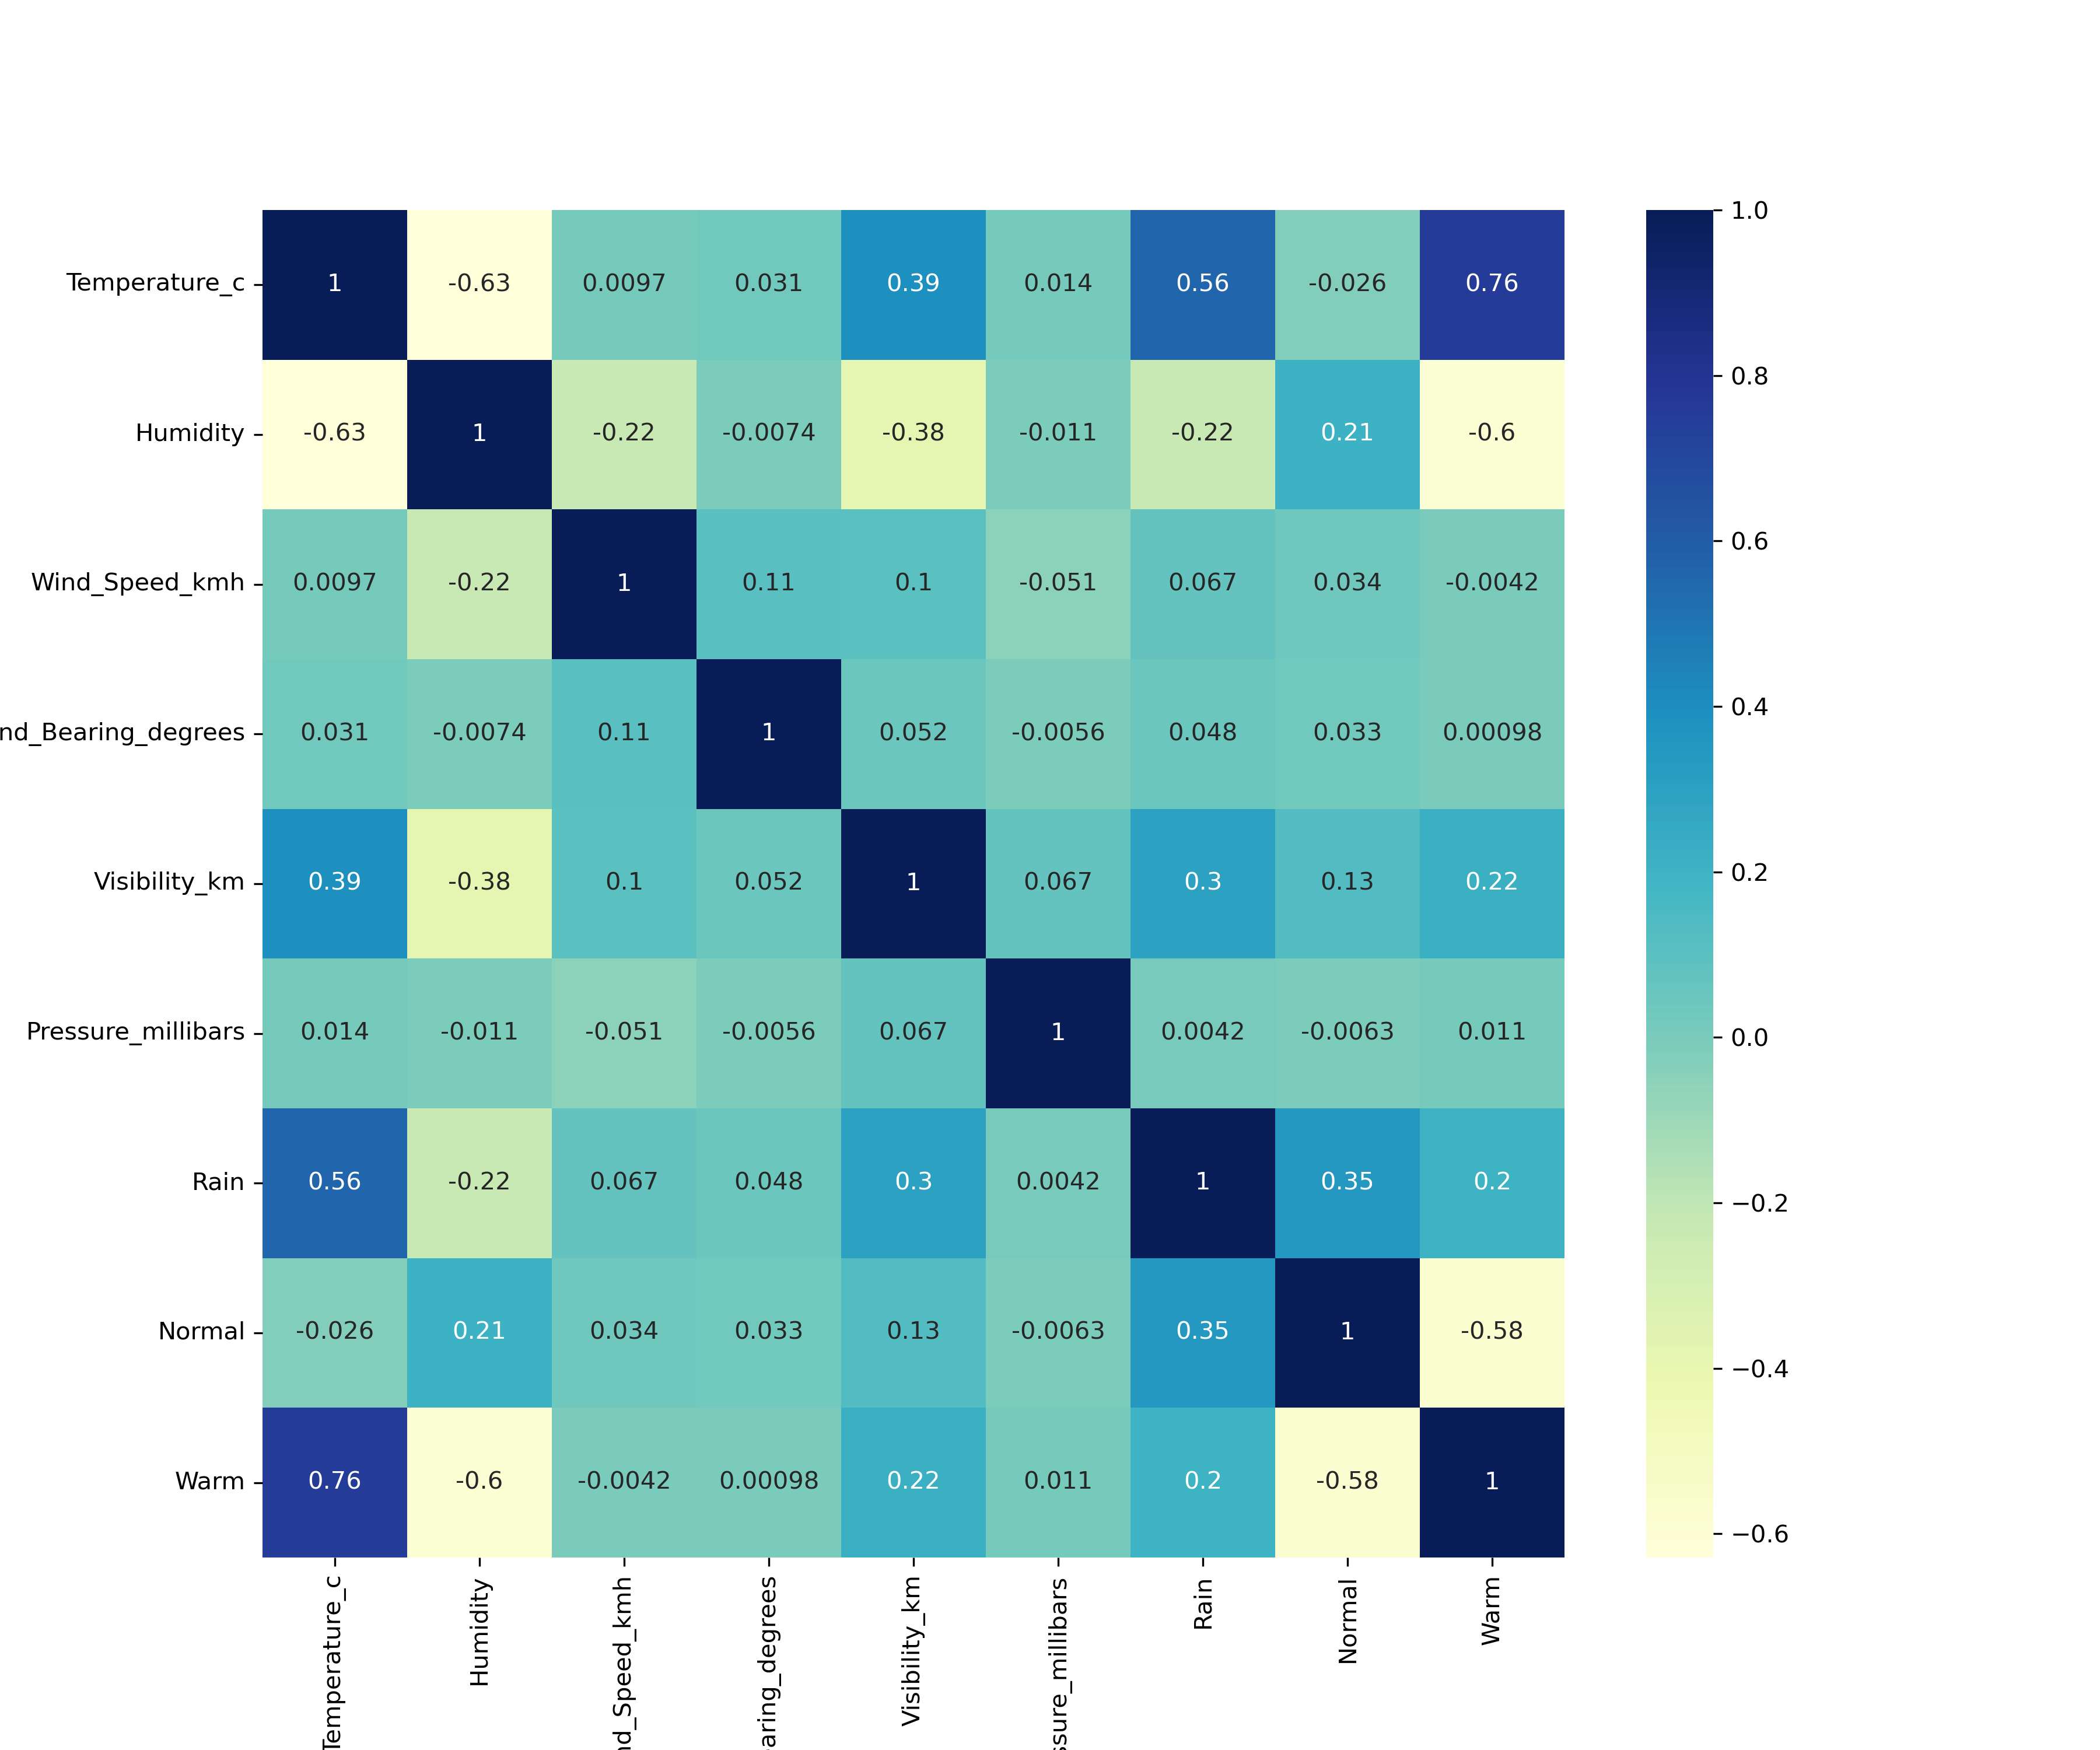 Temperature_c 1 -0.63 0.0097 0.031 0.39 0.014 0.56 -0.026 0.76
Humidity -0.63 1 -0.22 -0.0074 -0.38 -0.011 -0.22 0.21 -0.6
Wind_Speed_kmh 0.0097 -0.22 1 0.11 0.1 -0.051 0.067 0.034 -0.0042
nd_Bearing_degrees 0.031 -0.0074 0.11 1 0.052 -0.0056 0.048 0.033 0.00098
Visibility_km 0.39 -0.38 0.1 0.052 1 0.067 0.3 0.13 0.22
Pressure_millibars 0.014 -0.011 -0.051 -0.0056 0.067 1 0.0042 -0.0063 0.011
Rain 0.56 -0.22 0.067 0.048 0.3 0.0042 1 0.35 0.2
Normal -0.026 0.21 0.034 0.033 0.13 -0.0063 0.35 1 -0.58
Warm 0.76 -0.6 -0.0042 0.00098 0.22 0.011 0.2 -0.58 1
Temperature_c
Humidity
nd_Speed_kmh
earing_degrees
Visibility_km
ssure_millibars
Rain
Normal
Warm
1.0
0.8
0.6
0.4
0.2
0.0
−0.2
−0.4
−0.6